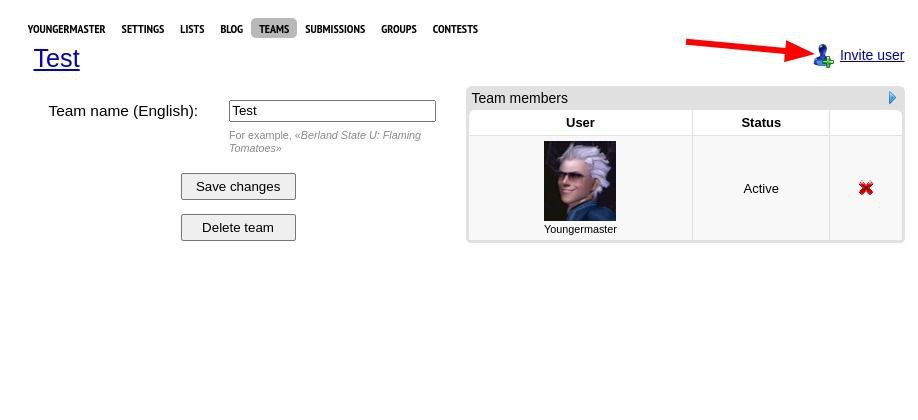 YOUNGERMASTER SETTINGS LISTS BLOG TEAMS SUBMISSIONS GROUPS CONTESTS
Test
Invite user
Team name (English):
Test
For example, «Berland State U: Flaming
Tomatoes»
Save changes
Delete team
Team members
User Status
Active
Youngermaster